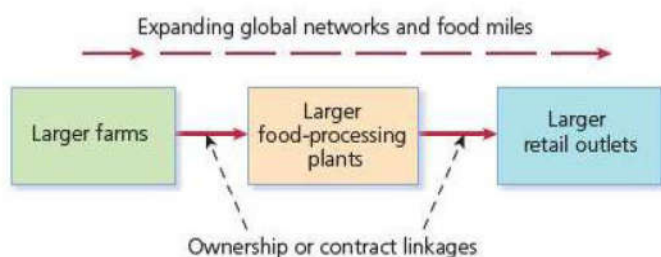 Expanding global networks and food miles
Larger farms
Larger
food-processing
plants
Larger
retail outlets
Ownership or contract linkages